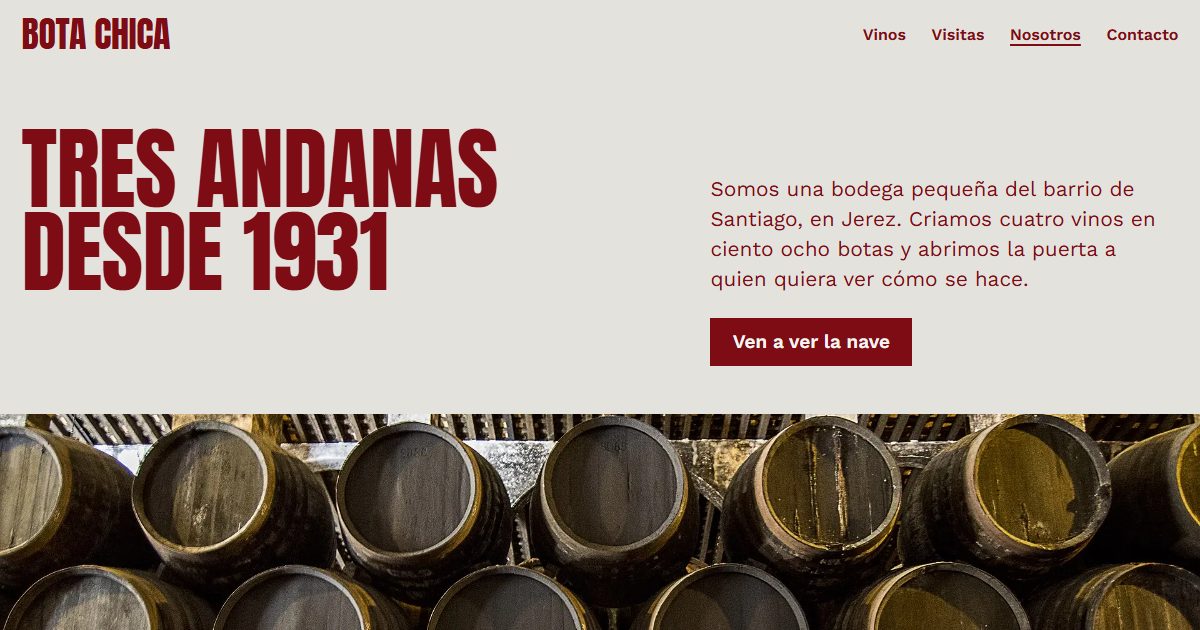 BOTA CHICA
Vinos Visitas Nosotros Contacto
TRES ANDANAS
DESDE 1931
Somos una bodega pequeña del barrio de
Santiago, en Jerez. Criamos cuatro vinos en
ciento ocho botas y abrimos la puerta a
quien quiera ver cómo se hace.
Ven a ver la nave